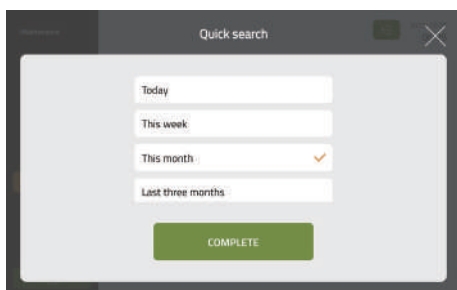 Quick search
Today
This week
This month
Last three months
COMPLETE